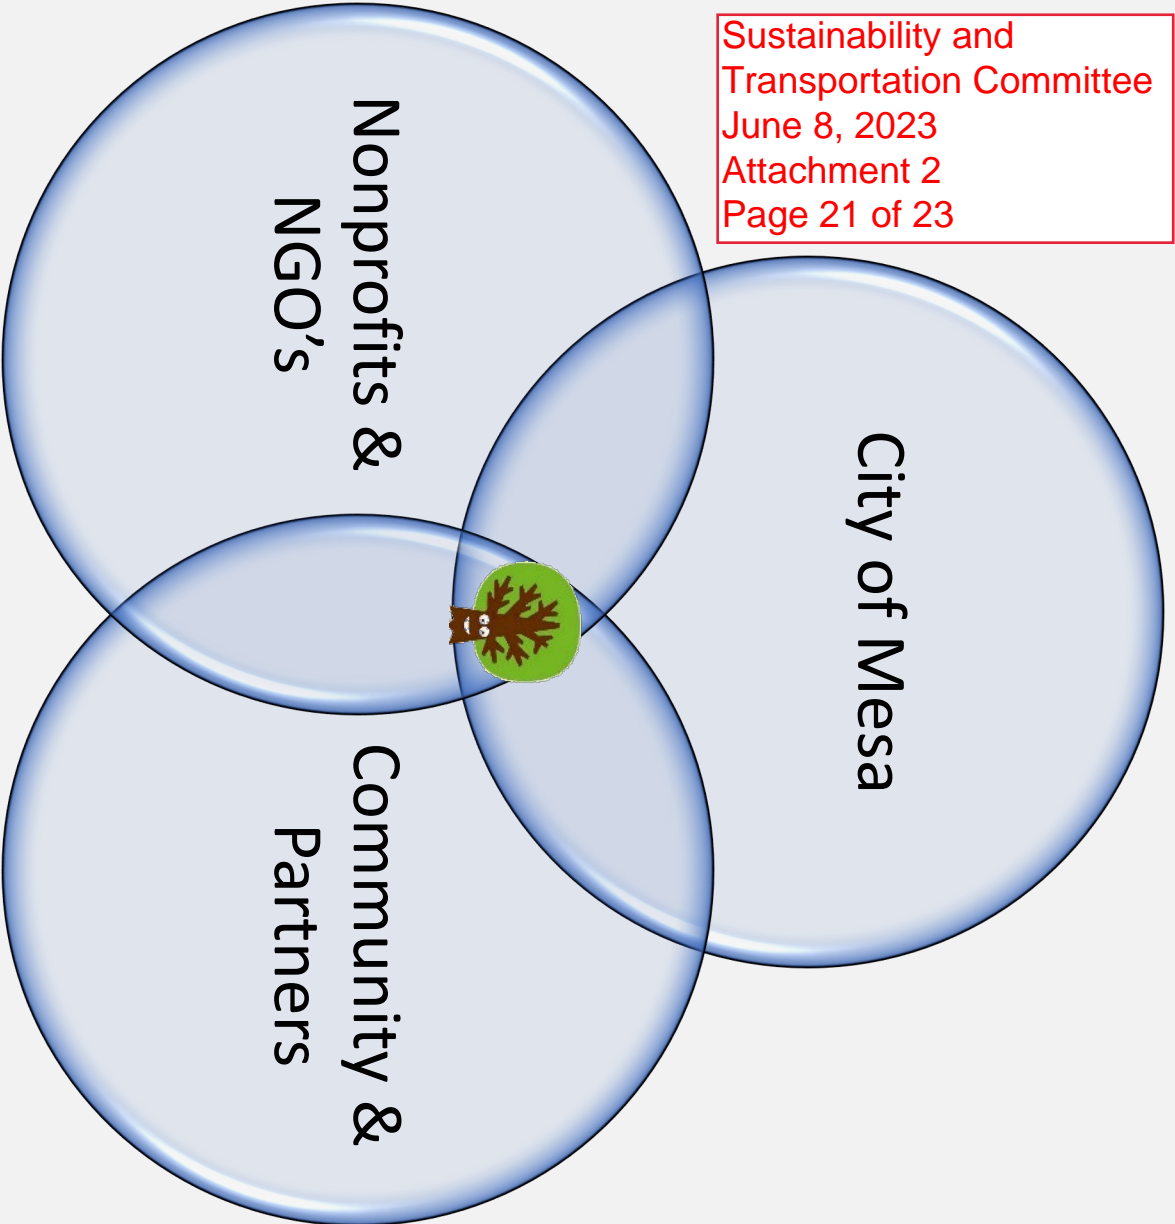 Sustainability and
Transportation Committee
June 8, 2023
Attachment 2
Page 21 of 23
City of Mesa
Nonprofits &
NGO’s
Community &
Partners